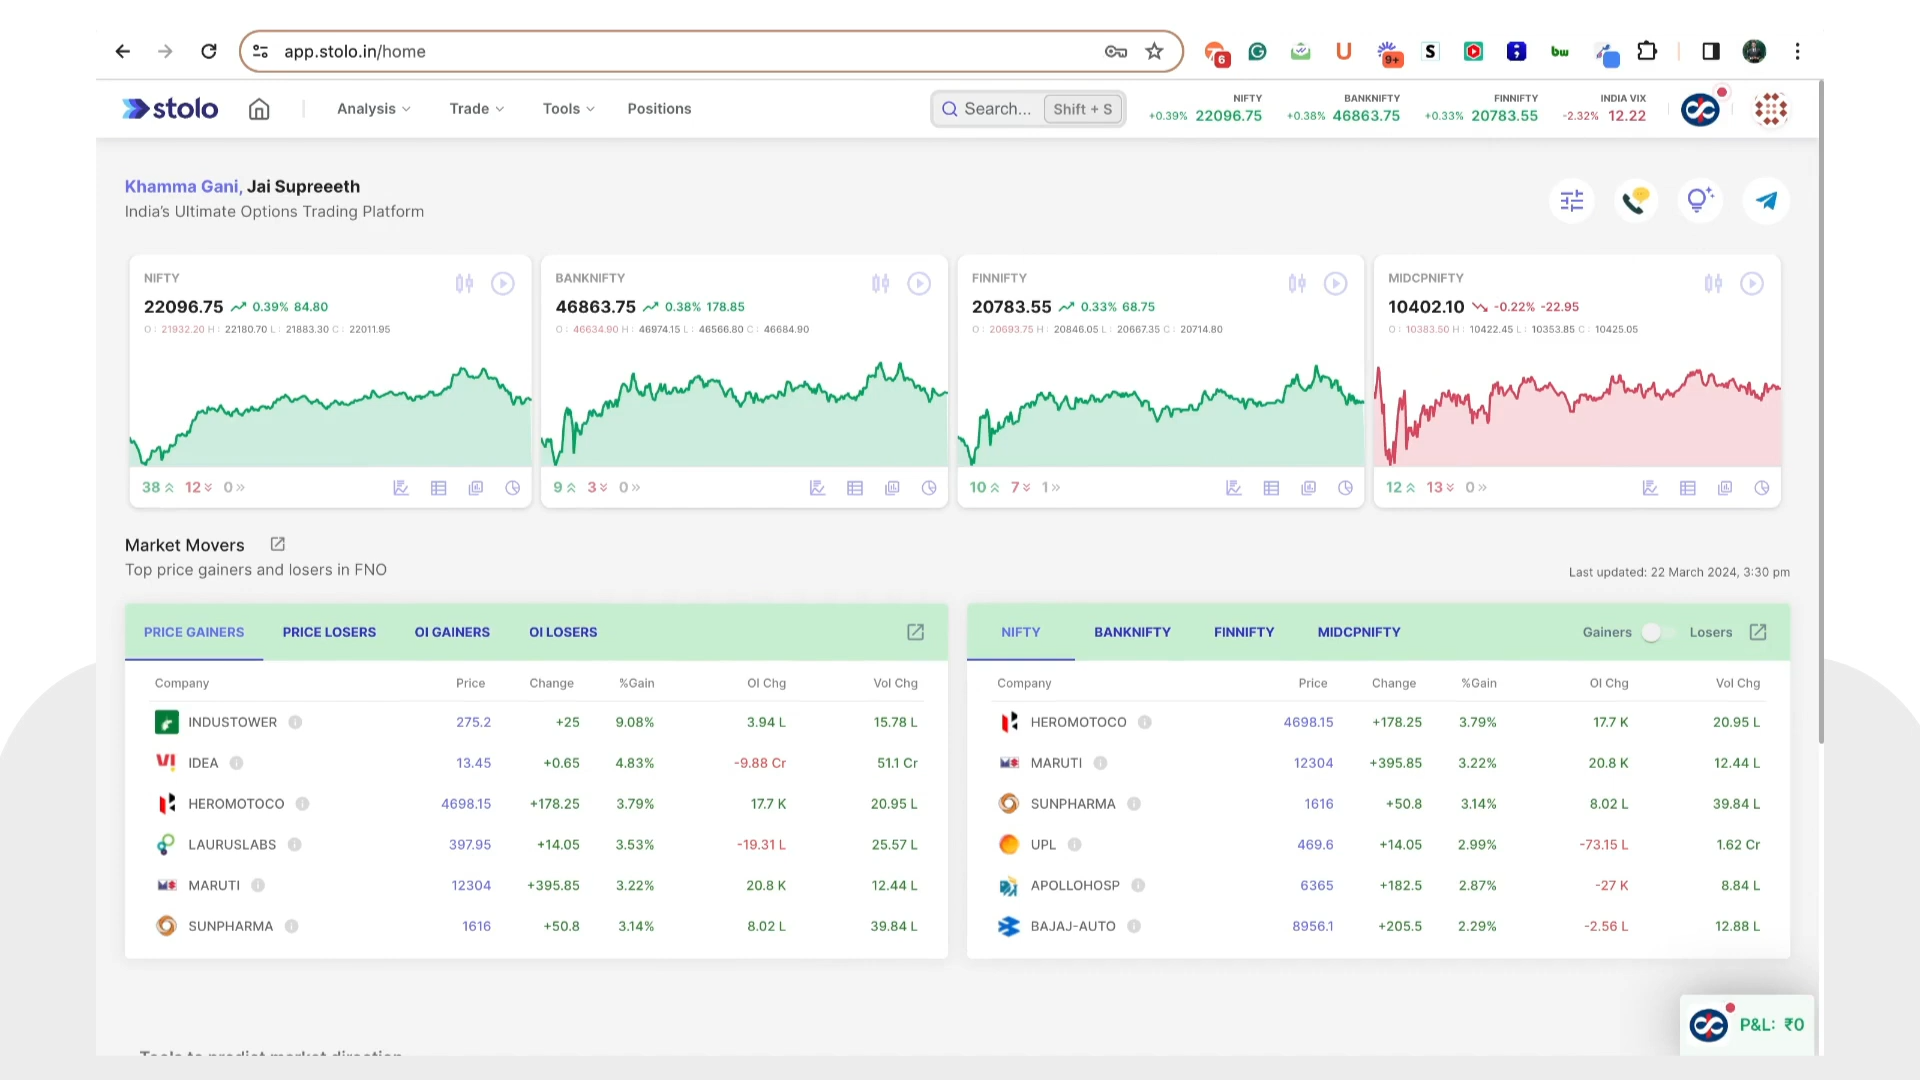 app.stolo.in/home
6
9+
S
bw
stolo
Analysis Trade Tools Positions
Search... Shift + S
NIFTY
+0.39% 22096.75
BANKNIFTY
+0.38% 46863.75
FINNIFTY
+0.33% 20783.55
INDIA VIX
-2.32% 12.22
Khamma Gani, Jai Supreeeth
India's Ultimate Options Trading Platform
NIFTY
22096.75 0.39% 84.80
O : 21932.20 H : 22180.70 L : 21883.30 C : 22011.95
38 12 0
BANKNIFTY
46863.75 0.38% 178.85
O : 46634.90 H : 46974.15 L : 46566.80 C : 46684.90
9 3 0
FINNIFTY
20783.55 0.33% 68.75
O : 20693.75 H : 20846.05 L : 20667.35 C : 20714.80
10 7 1
MIDCPNIFTY
10402.10 -0.22% -22.95
O : 10383.50 H : 10422.45 L : 10353.85 C : 10425.05
12 13 0
Market Movers
Top price gainers and losers in FNO
Last updated: 22 March 2024, 3:30 pm
PRICE GAINERS PRICE LOSERS OI GAINERS OI LOSERS
Company Price Change %Gain OI Chg Vol Chg
INDUSTOWER 275.2 +25 9.08% 3.94 L 15.78 L
IDEA 13.45 +0.65 4.83% -9.88 Cr 51.1 Cr
HEROMOTOCO 4698.15 +178.25 3.79% 17.7 K 20.95 L
LAURUSLABS 397.95 +14.05 3.53% -19.31 L 25.57 L
MARUTI 12304 +395.85 3.22% 20.8 K 12.44 L
SUNPHARMA 1616 +50.8 3.14% 8.02 L 39.84 L
NIFTY BANKNIFTY FINNIFTY MIDCPNIFTY Gainers Losers
Company Price Change %Gain OI Chg Vol Chg
HEROMOTOCO 4698.15 +178.25 3.79% 17.7 K 20.95 L
MARUTI 12304 +395.85 3.22% 20.8 K 12.44 L
SUNPHARMA 1616 +50.8 3.14% 8.02 L 39.84 L
UPL 469.6 +14.05 2.99% -73.15 L 1.62 Cr
APOLLOHOSP 6365 +182.5 2.87% -27 K 8.84 L
BAJAJ-AUTO 8956.1 +205.5 2.29% -2.56 L 12.88 L
Tools to predict market direction
P&L: ₹0